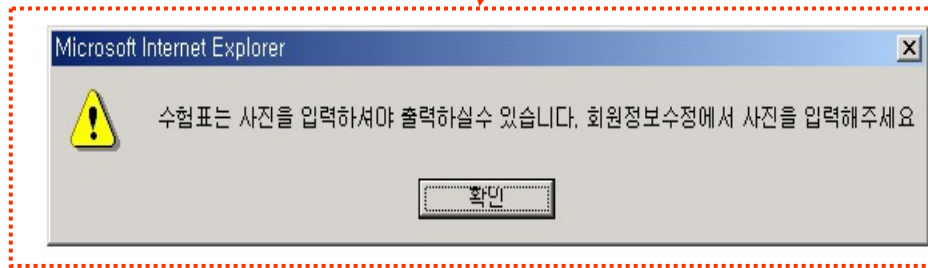 Microsoft Internet Explorer
수험표는 사진을 입력하셔야 출력하실수 있습니다. 회원정보수정에서 사진을 입력해주세요
확인